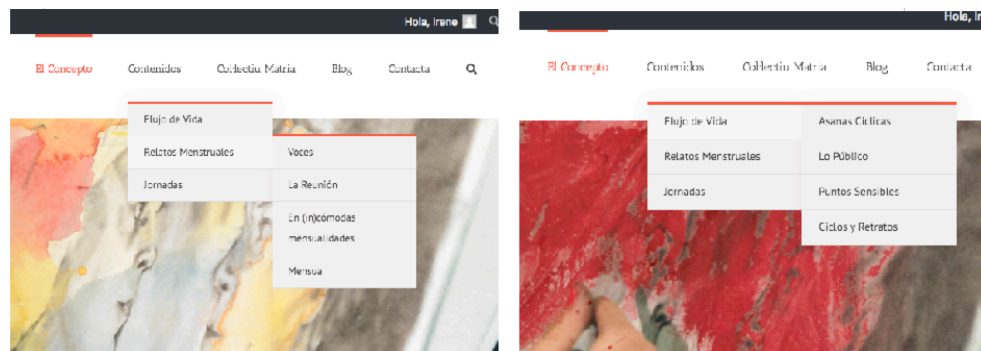 Hola, Irene
El Concepto Contenidos Col·lectiu Matria Blog Contacta
Flujo de Vida
Relatos Menstruales
Jornadas
Voces
La Reunión
En (in)cómodas
mensualidades
Mensua
Hola, Ir
El Concepto Contenidos Col·lectiu Matria Blog Contacta
Flujo de Vida
Relatos Menstruales
Jornadas
Asanas Cíclicas
Lo Público
Puntos Sensibles
Ciclos y Retratos